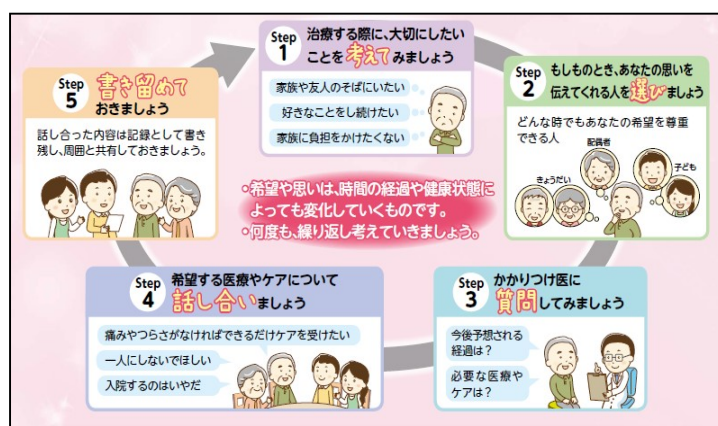 Step 1
治療する際に、大切にしたい
ことを考えてみましょう
家族や友人のそばにいたい
好きなことをし続けたい
家族に負担をかけたくない
Step 2
もしものとき、あなたの思いを
伝えてくれる人を選びましょう
どんな時でもあなたの希望を尊重
できる人
配偶者
きょうだい
子ども
Step 3
かかりつけ医に
質問してみましょう
今後予想される
経過は?
必要な医療や
ケアは?
Step 4
希望する医療やケアについて
話し合いましょう
痛みやつらさがなければできるだけケアを受けたい
一人にしないでほしい
入院するのはいやだ
Step 5
書き留めて
おきましょう
話し合った内容は記録として書き
残し、周囲と共有しておきましょう。
・希望や思いは、時間の経過や健康状態に
よっても変化していくものです。
・何度も、繰り返し考えていきましょう。